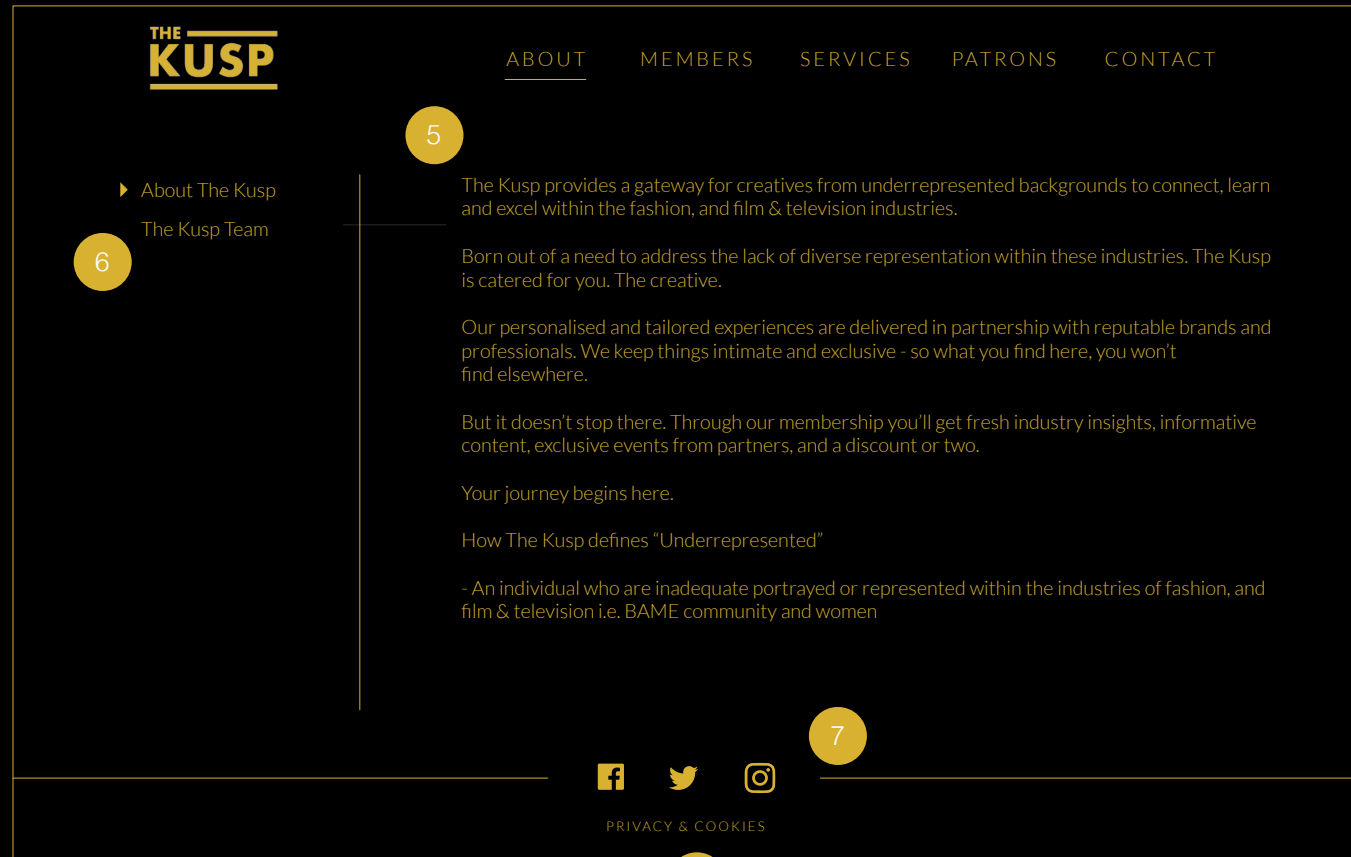 THE
KUSP
ABOUT MEMBERS SERVICES PATRONS CONTACT
5
About The Kusp
The Kusp Team
6
The Kusp provides a gateway for creatives from underrepresented backgrounds to connect, learn
and excel within the fashion, and film & television industries.
Born out of a need to address the lack of diverse representation within these industries. The Kusp
is catered for you. The creative.
Our personalised and tailored experiences are delivered in partnership with reputable brands and
professionals. We keep things intimate and exclusive - so what you find here, you won’t
find elsewhere.
But it doesn’t stop there. Through our membership you’ll get fresh industry insights, informative
content, exclusive events from partners, and a discount or two.
Your journey begins here.
How The Kusp defines “Underrepresented”
- An individual who are inadequate portrayed or represented within the industries of fashion, and
film & television i.e. BAME community and women
7
PRIVACY & COOKIES